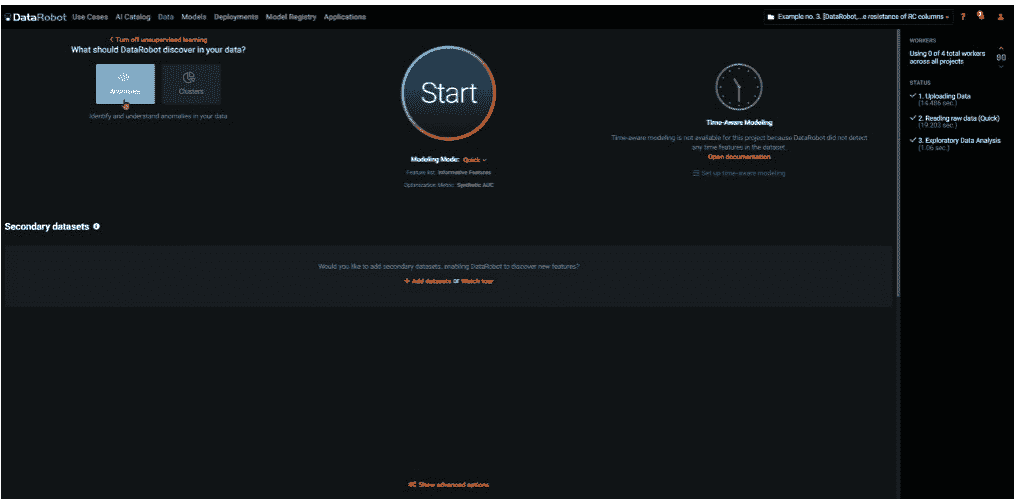 DataRobot Use Cases AI Catalog Data Models Deployments Model Registry Applications
Example no. 3. [DataRobot,...e resistance of RC columns
?
< Turn off unsupervised learning
What should DataRobot discover in your data?
Anomalies
Clusters
Identify and understand anomalies in your data
Start
Modeling Mode: Quick
Feature list: Informative Features
Optimization Metric: Synthetic AUC
Time-Aware Modeling
Time-aware modeling is not available for this project because DataRobot did not detect
any time features in the dataset.
Open documentation
Set up time-aware modeling
WORKERS
Using 0 of 4 total workers
across all projects
STATUS
1. Uploading Data
(14.486 sec.)
2. Reading raw data (Quick)
(19.203 sec.)
3. Exploratory Data Analysis
(1.06 sec.)
Secondary datasets
Would you like to add secondary datasets, enabling DataRobot to discover new features?
+ Add datasets or Watch tour
Show advanced options